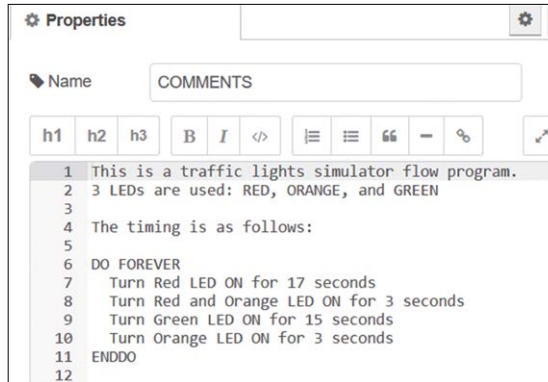 Properties
Name COMMENTS
h1 h2 h3 B I </>
1 This is a traffic lights simulator flow program.
2 3 LEDs are used: RED, ORANGE, and GREEN
3
4 The timing is as follows:
5
6 DO FOREVER
7 Turn Red LED ON for 17 seconds
8 Turn Red and Orange LED ON for 3 seconds
9 Turn Green LED ON for 15 seconds
10 Turn Orange LED ON for 3 seconds
11 ENDDO
12